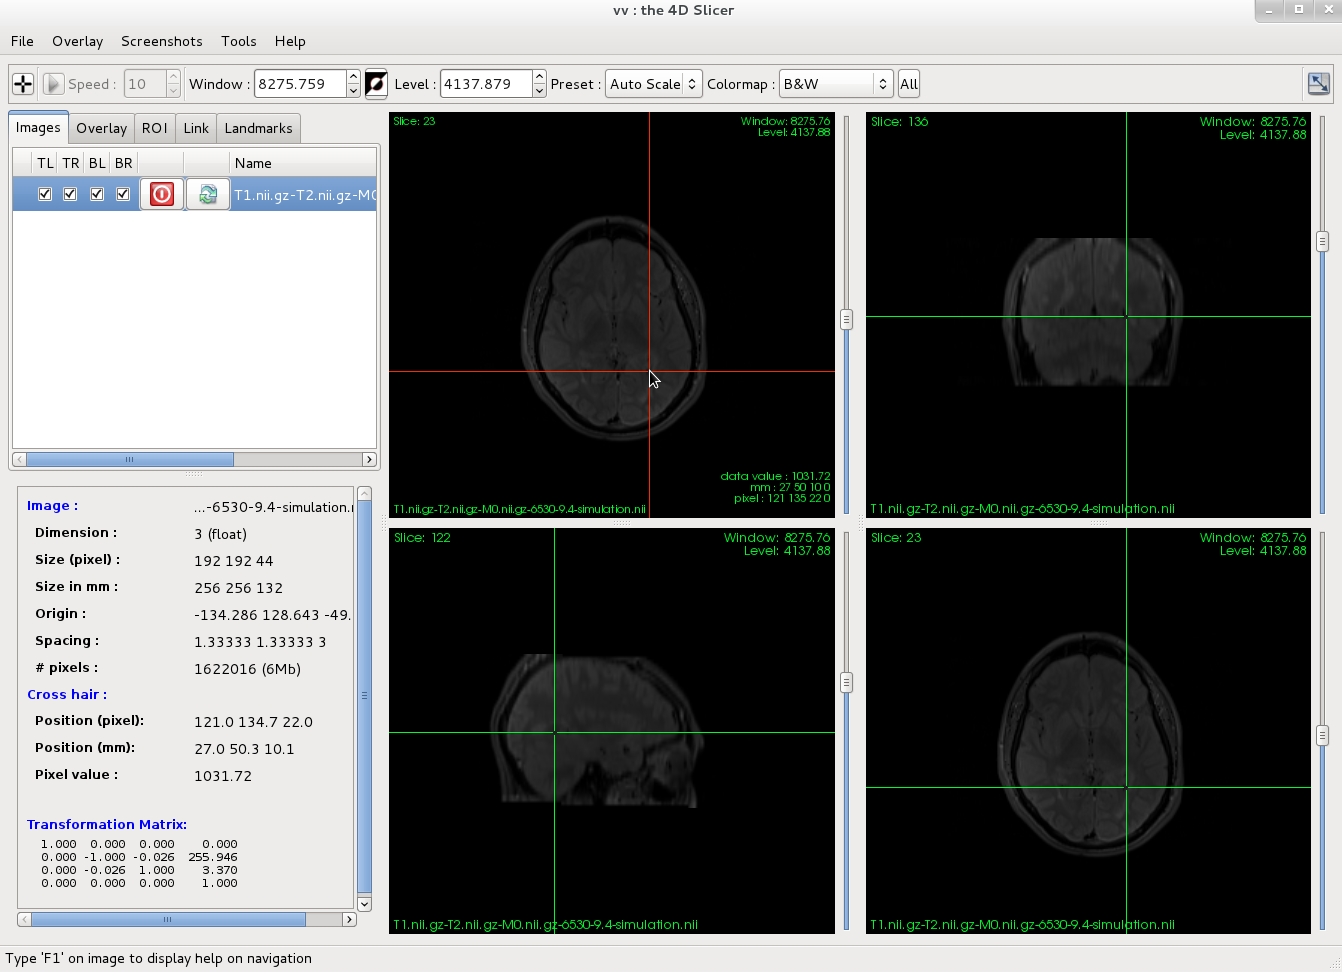 vv : the 4D Slicer
File Overlay Screenshots Tools Help
Speed : 10 Window : 8275.759 Level : 4137.879 Preset : Auto Scale Colormap : B&W All
Images Overlay ROI Link Landmarks
TL TR BL BR Name
T1.nii.gz-T2.nii.gz-M0
Image : ...-6530-9.4-simulation.
Dimension : 3 (float)
Size (pixel) : 192 192 44
Size in mm : 256 256 132
Origin : -134.286 128.643 -49.
Spacing : 1.33333 1.33333 3
# pixels : 1622016 (6Mb)
Cross hair :
Position (pixel): 121.0 134.7 22.0
Position (mm): 27.0 50.3 10.1
Pixel value : 1031.72
Transformation Matrix:
1.000 0.000 0.000 0.000
0.000 -1.000 -0.026 255.946
0.000 -0.026 1.000 3.370
0.000 0.000 0.000 1.000
Slice: 23
Window: 8275.76
Level: 4137.88
data value : 1031.72
mm : 27 50 10 0
pixel : 121 135 22 0
T1.nii.gz-T2.nii.gz-M0.nii.gz-6530-9.4-simulation.nii
Slice: 136
Window: 8275.76
Level: 4137.88
T1.nii.gz-T2.nii.gz-M0.nii.gz-6530-9.4-simulation.nii
Slice: 122
Window: 8275.76
Level: 4137.88
T1.nii.gz-T2.nii.gz-M0.nii.gz-6530-9.4-simulation.nii
Slice: 23
Window: 8275.76
Level: 4137.88
T1.nii.gz-T2.nii.gz-M0.nii.gz-6530-9.4-simulation.nii
Type 'F1' on image to display help on navigation